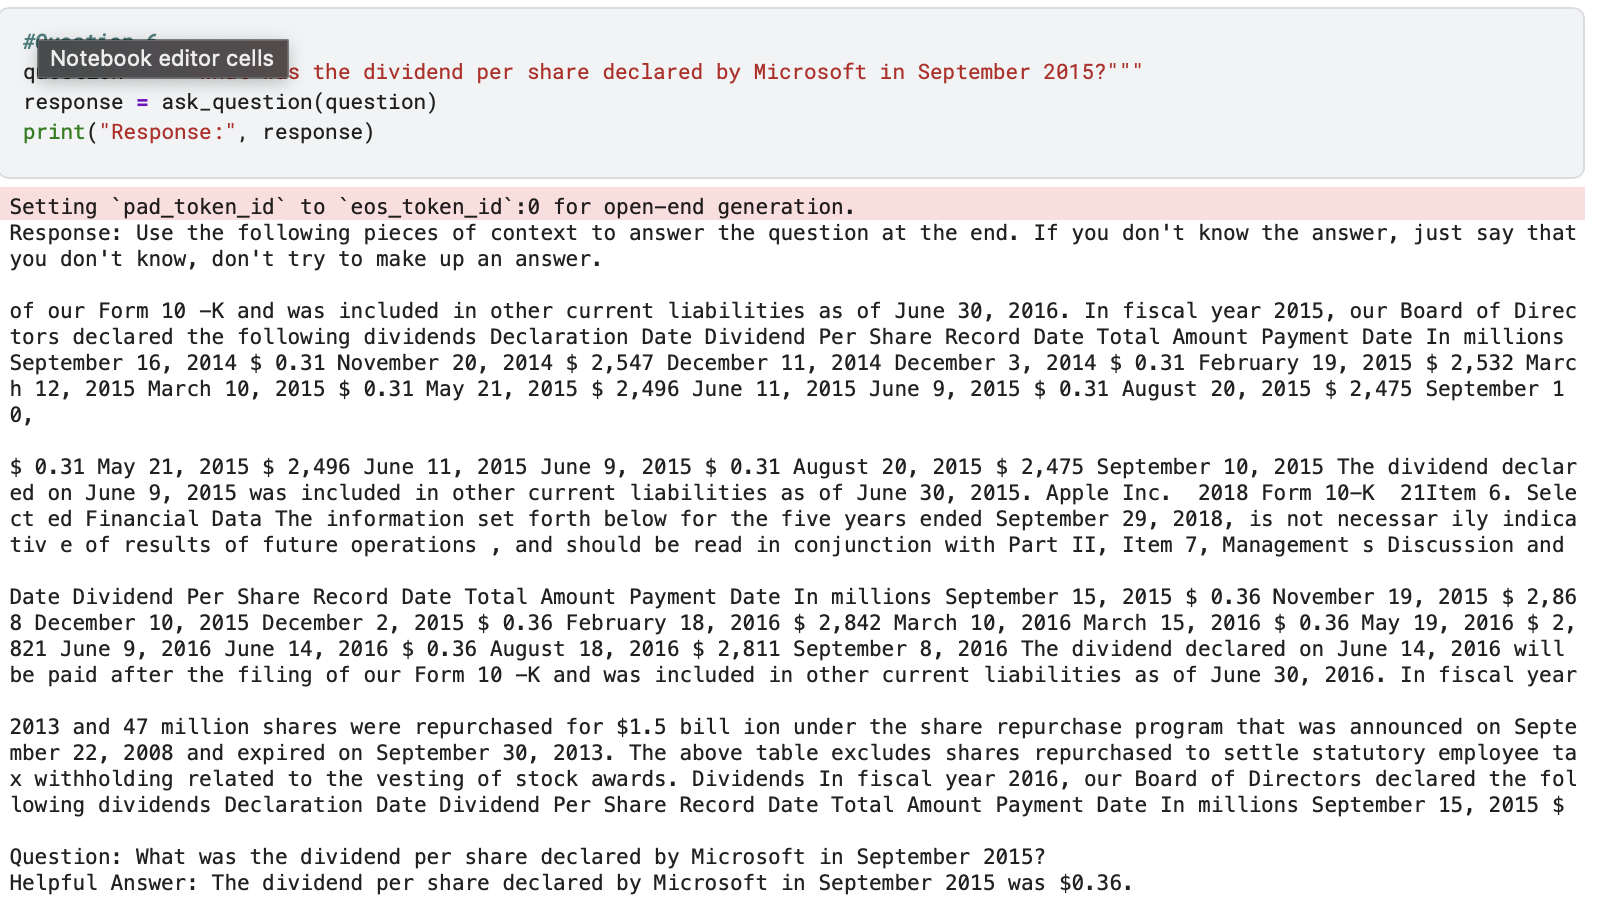 #Question 6
Notebook editor cells
question was the dividend per share declared by Microsoft in September 2015?"""
response = ask_question(question)
print("Response:", response)
Setting `pad_token_id` to `eos_token_id`:0 for open-end generation.
Response: Use the following pieces of context to answer the question at the end. If you don't know the answer, just say that
you don't know, don't try to make up an answer.
of our Form 10 -K and was included in other current liabilities as of June 30, 2016. In fiscal year 2015, our Board of Direc
tors declared the following dividends Declaration Date Dividend Per Share Record Date Total Amount Payment Date In millions
September 16, 2014 $ 0.31 November 20, 2014 $ 2,547 December 11, 2014 December 3, 2014 $ 0.31 February 19, 2015 $ 2,532 Marc
h 12, 2015 March 10, 2015 $ 0.31 May 21, 2015 $ 2,496 June 11, 2015 June 9, 2015 $ 0.31 August 20, 2015 $ 2,475 September 1
0,
$ 0.31 May 21, 2015 $ 2,496 June 11, 2015 June 9, 2015 $ 0.31 August 20, 2015 $ 2,475 September 10, 2015 The dividend declar
ed on June 9, 2015 was included in other current liabilities as of June 30, 2015. Apple Inc.  2018 Form 10-K  21Item 6. Sele
ct ed Financial Data The information set forth below for the five years ended September 29, 2018, is not necessar ily indica
tiv e of results of future operations , and should be read in conjunction with Part II, Item 7, Management s Discussion and
Date Dividend Per Share Record Date Total Amount Payment Date In millions September 15, 2015 $ 0.36 November 19, 2015 $ 2,86
8 December 10, 2015 December 2, 2015 $ 0.36 February 18, 2016 $ 2,842 March 10, 2016 March 15, 2016 $ 0.36 May 19, 2016 $ 2,
821 June 9, 2016 June 14, 2016 $ 0.36 August 18, 2016 $ 2,811 September 8, 2016 The dividend declared on June 14, 2016 will
be paid after the filing of our Form 10 -K and was included in other current liabilities as of June 30, 2016. In fiscal year
2013 and 47 million shares were repurchased for $1.5 bill ion under the share repurchase program that was announced on Septe
mber 22, 2008 and expired on September 30, 2013. The above table excludes shares repurchased to settle statutory employee ta
x withholding related to the vesting of stock awards. Dividends In fiscal year 2016, our Board of Directors declared the fol
lowing dividends Declaration Date Dividend Per Share Record Date Total Amount Payment Date In millions September 15, 2015 $
Question: What was the dividend per share declared by Microsoft in September 2015?
Helpful Answer: The dividend per share declared by Microsoft in September 2015 was $0.36.